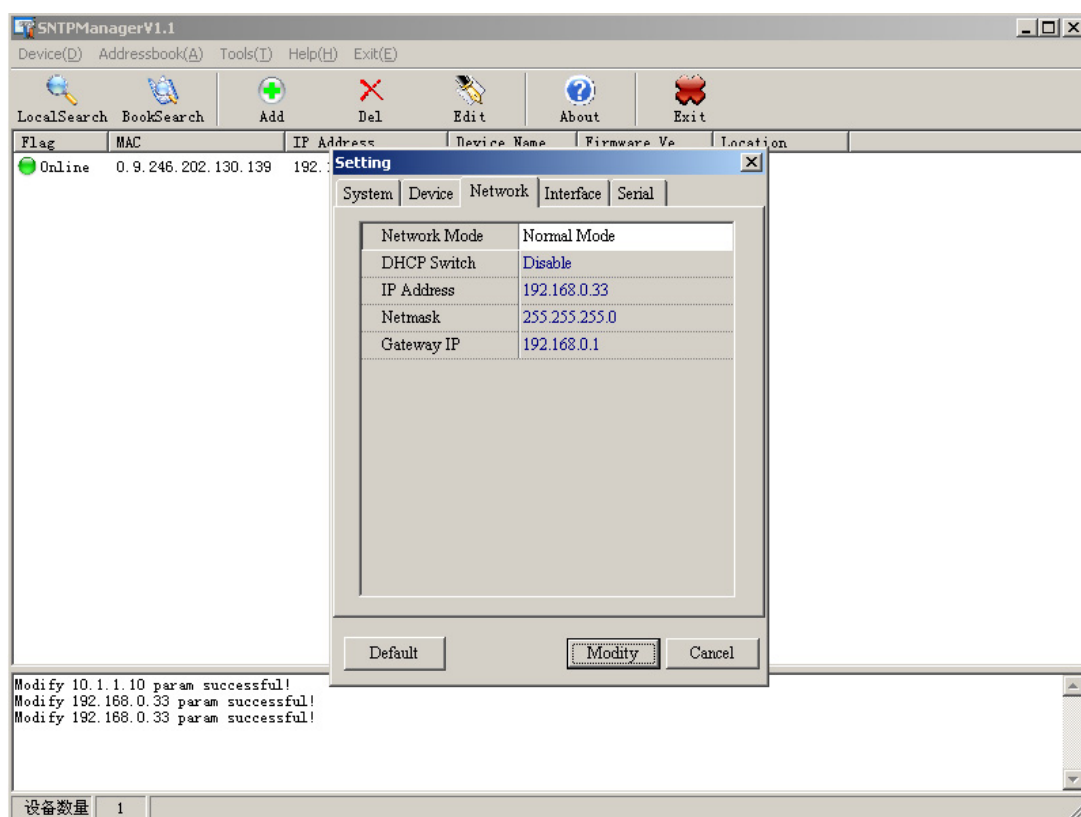 SNTPManagerV1.1
Device(D) Addressbook(A) Tools(T) Help(H) Exit(E)
LocalSearch BookSearch Add Del Edit About Exit
Flag MAC IP Address Device Name Firmware Ve Location
Online 0.9.246.202.130.139 192.
Setting
System Device Network Interface Serial
Network Mode Normal Mode
DHCP Switch Disable
IP Address 192.168.0.33
Netmask 255.255.255.0
Gateway IP 192.168.0.1
Default Modity Cancel
Modify 10.1.1.10 param successful!
Modify 192.168.0.33 param successful!
Modify 192.168.0.33 param successful!
设备数量 1